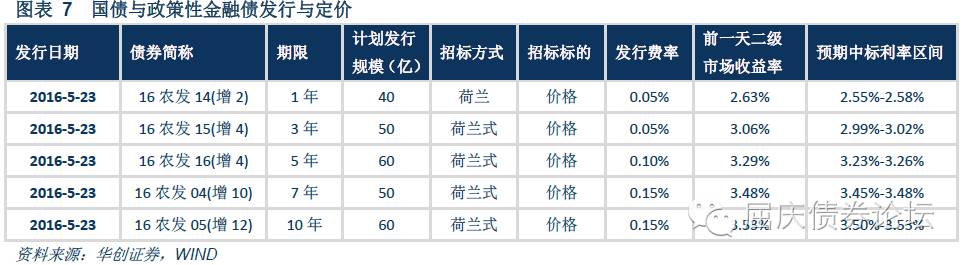 图表 7 国债与政策性金融债发行与定价
发行日期 债券简称 期限 计划发行规模（亿） 招标方式 招标标的 发行费率 前一天二级市场收益率 预期中标利率区间
2016-5-23 16 农发 14(增 2) 1 年 40 荷兰 价格 0.05% 2.63% 2.55%-2.58%
2016-5-23 16 农发 15(增 4) 3 年 50 荷兰式 价格 0.05% 3.06% 2.99%-3.02%
2016-5-23 16 农发 16(增 4) 5 年 60 荷兰式 价格 0.10% 3.29% 3.23%-3.26%
2016-5-23 16 农发 04(增 10) 7 年 50 荷兰式 价格 0.15% 3.48% 3.45%-3.48%
2016-5-23 16 农发 05(增 12) 10 年 60 荷兰式 价格 0.15% 3.53% 3.50%-3.53%
屈庆债券论坛
资料来源：华创证券，WIND